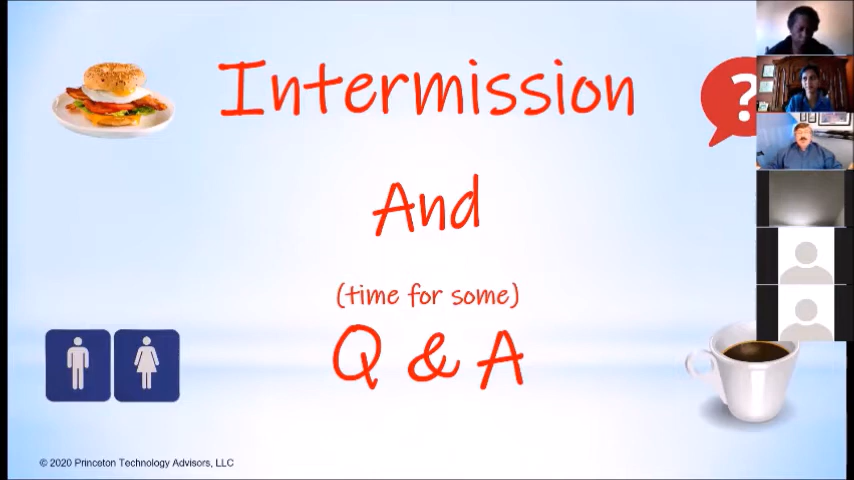 Intermission
?
And
(time for some)
Q & A
© 2020 Princeton Technology Advisors, LLC